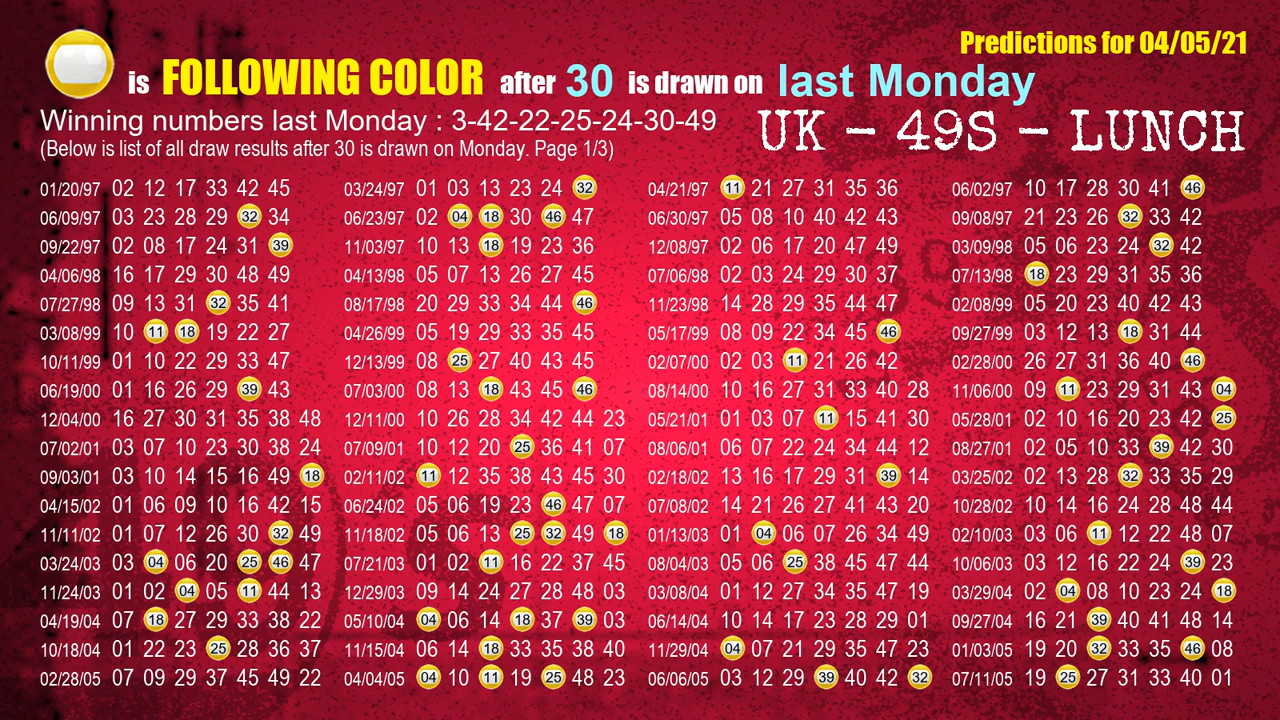 Predictions for 04/05/21
is FOLLOWING COLOR after 30 is drawn on last Monday
Winning numbers last Monday : 3-42-22-25-24-30-49
UK - 49S - LUNCH
(Below is list of all draw results after 30 is drawn on Monday. Page 1/3)
01/20/97 02 12 17 33 42 45 03/24/97 01 03 13 23 24 32 04/21/97 11 21 27 31 35 36 06/02/97 10 17 28 30 41 46
06/09/97 03 23 28 29 32 34 06/23/97 02 04 18 30 46 47 06/30/97 05 08 10 40 42 43 09/08/97 21 23 26 32 33 42
09/22/97 02 08 17 24 31 39 11/03/97 10 13 18 19 23 36 12/08/97 02 06 17 20 47 49 03/09/98 05 06 23 24 32 42
04/06/98 16 17 29 30 48 49 04/13/98 05 07 13 26 27 45 07/06/98 02 03 24 29 30 37 07/13/98 18 23 29 31 35 36
07/27/98 09 13 31 32 35 41 08/17/98 20 29 33 34 44 46 11/23/98 14 28 29 35 44 47 02/08/99 05 20 23 40 42 43
03/08/99 10 11 18 19 22 27 04/26/99 05 19 29 33 35 45 05/17/99 08 09 22 34 45 46 09/27/99 03 12 13 18 31 44
10/11/99 01 10 22 29 33 47 12/13/99 08 25 27 40 43 45 02/07/00 02 03 11 21 26 42 02/28/00 26 27 31 36 40 46
06/19/00 01 16 26 29 39 43 07/03/00 08 13 18 43 45 46 08/14/00 10 16 27 31 33 40 28 11/06/00 09 11 23 29 31 43 04
12/04/00 16 27 30 31 35 38 48 12/11/00 10 26 28 34 42 44 23 05/21/01 01 03 07 11 15 41 30 05/28/01 02 10 16 20 23 42 25
07/02/01 03 07 10 23 30 38 24 07/09/01 10 12 20 25 36 41 07 08/06/01 06 07 22 24 34 44 12 08/27/01 02 05 10 33 39 42 30
09/03/01 03 10 14 15 16 49 18 02/11/02 11 12 35 38 43 45 30 02/18/02 13 16 17 29 31 39 14 03/25/02 02 13 28 32 33 35 29
04/15/02 01 06 09 10 16 42 15 06/24/02 05 06 19 23 46 47 07 07/08/02 14 21 26 27 41 43 20 10/28/02 10 14 16 24 28 48 44
11/11/02 01 07 12 26 30 32 49 11/18/02 05 06 13 25 32 49 18 01/13/03 01 04 06 07 26 34 49 02/10/03 03 06 11 12 22 48 07
03/24/03 03 04 06 20 25 46 47 07/21/03 01 02 11 16 22 37 45 08/04/03 05 06 25 38 45 47 44 10/06/03 03 12 16 22 24 39 23
11/24/03 01 02 04 05 11 44 13 12/29/03 09 14 24 27 28 48 03 03/08/04 01 12 27 34 35 47 19 03/29/04 02 04 08 10 23 24 18
04/19/04 07 18 27 29 33 38 22 05/10/04 04 06 14 18 37 39 03 06/14/04 10 14 17 23 28 29 01 09/27/04 16 21 39 40 41 48 14
10/18/04 01 22 23 25 28 36 37 11/15/04 06 14 18 33 35 38 40 11/29/04 04 07 21 29 35 47 23 01/03/05 19 20 32 33 35 46 08
02/28/05 07 09 29 37 45 49 22 04/04/05 04 10 11 19 25 48 23 06/06/05 03 12 29 39 40 42 32 07/11/05 19 25 27 31 33 40 01